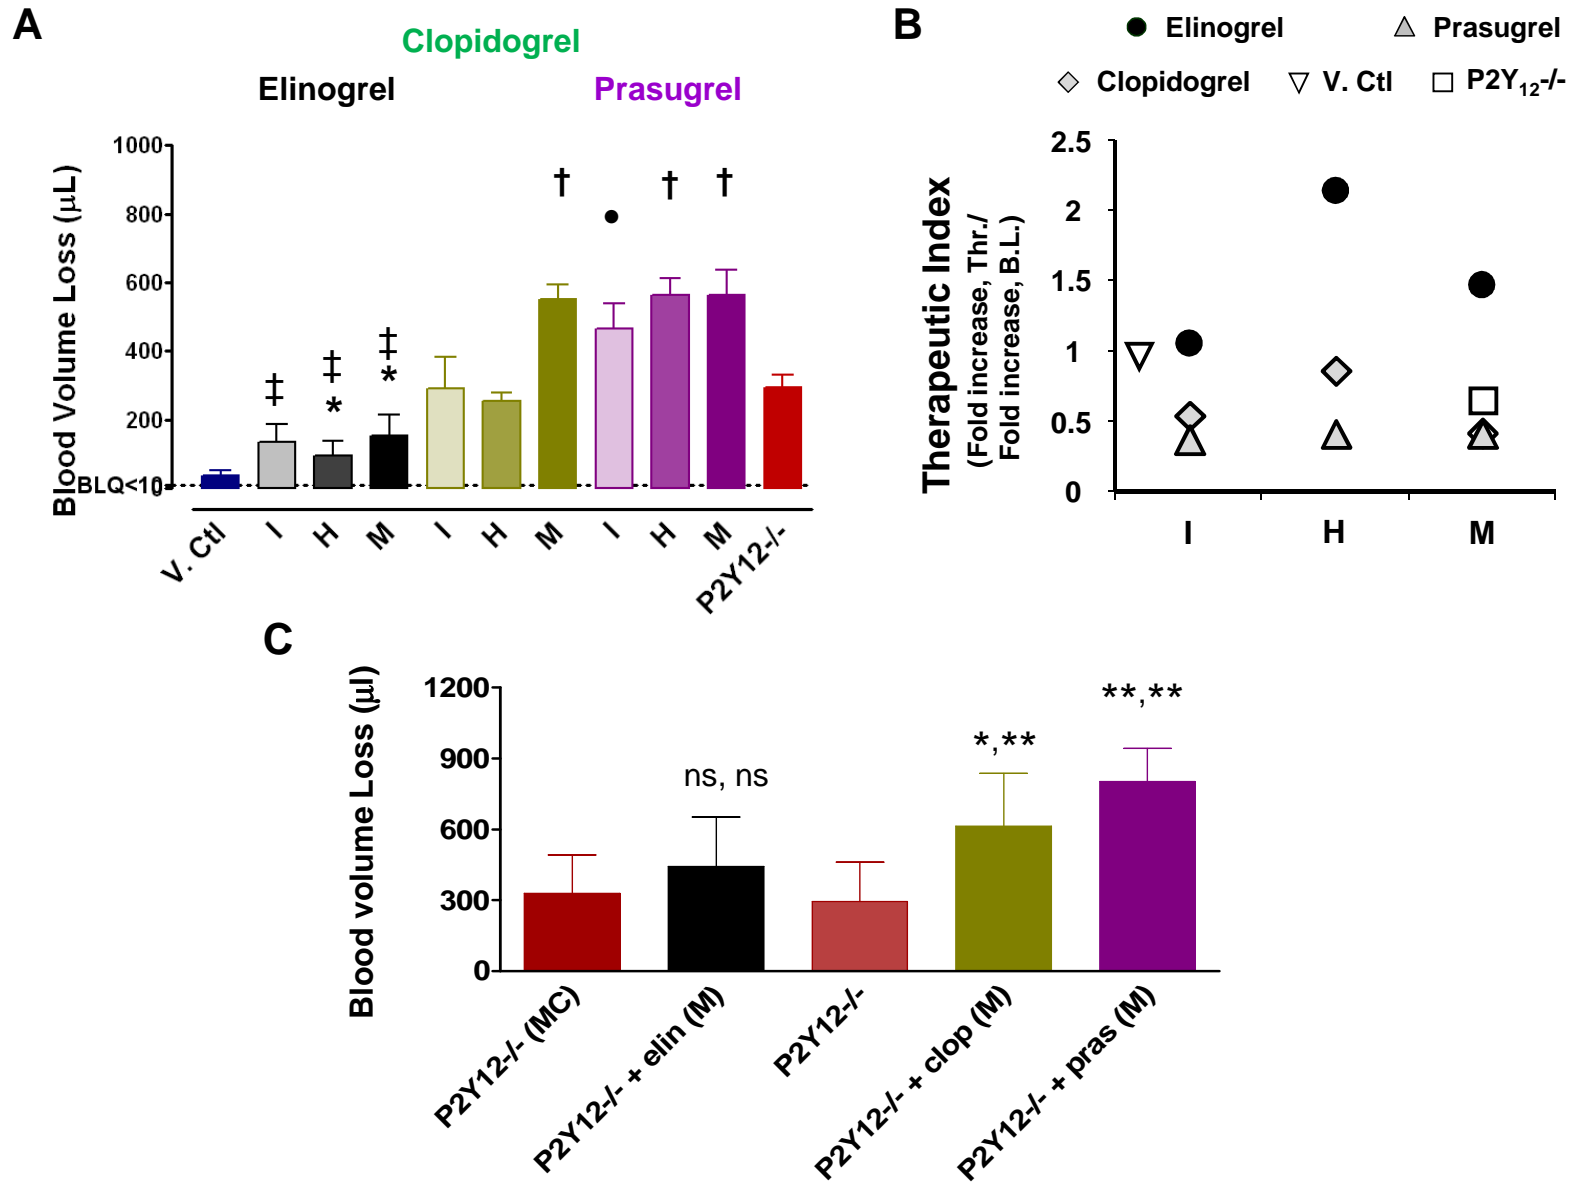 A
Clopidogrel
Elinogrel
Prasugrel
Blood Volume Loss (µL)
1000
800
600
400
200
0
BLQ<10
‡
‡
*
‡
*
†
•
†
†
V. Ctl
I
H
M
I
H
M
I
H
M
P2Y12-/-
B
Elinogrel
Prasugrel
Clopidogrel
V. Ctl
P2Y₁₂-/-
Therapeutic Index
(Fold increase, Thr./
Fold increase, B.L.)
2.5
2
1.5
1
0.5
0
I
H
M
C
Blood volume Loss (µl)
1200
900
600
300
0
ns, ns
*,**
**,**
P2Y12-/- (MC)
P2Y12-/- + elin (M)
P2Y12-/-
P2Y12-/- + clop (M)
P2Y12-/- + pras (M)